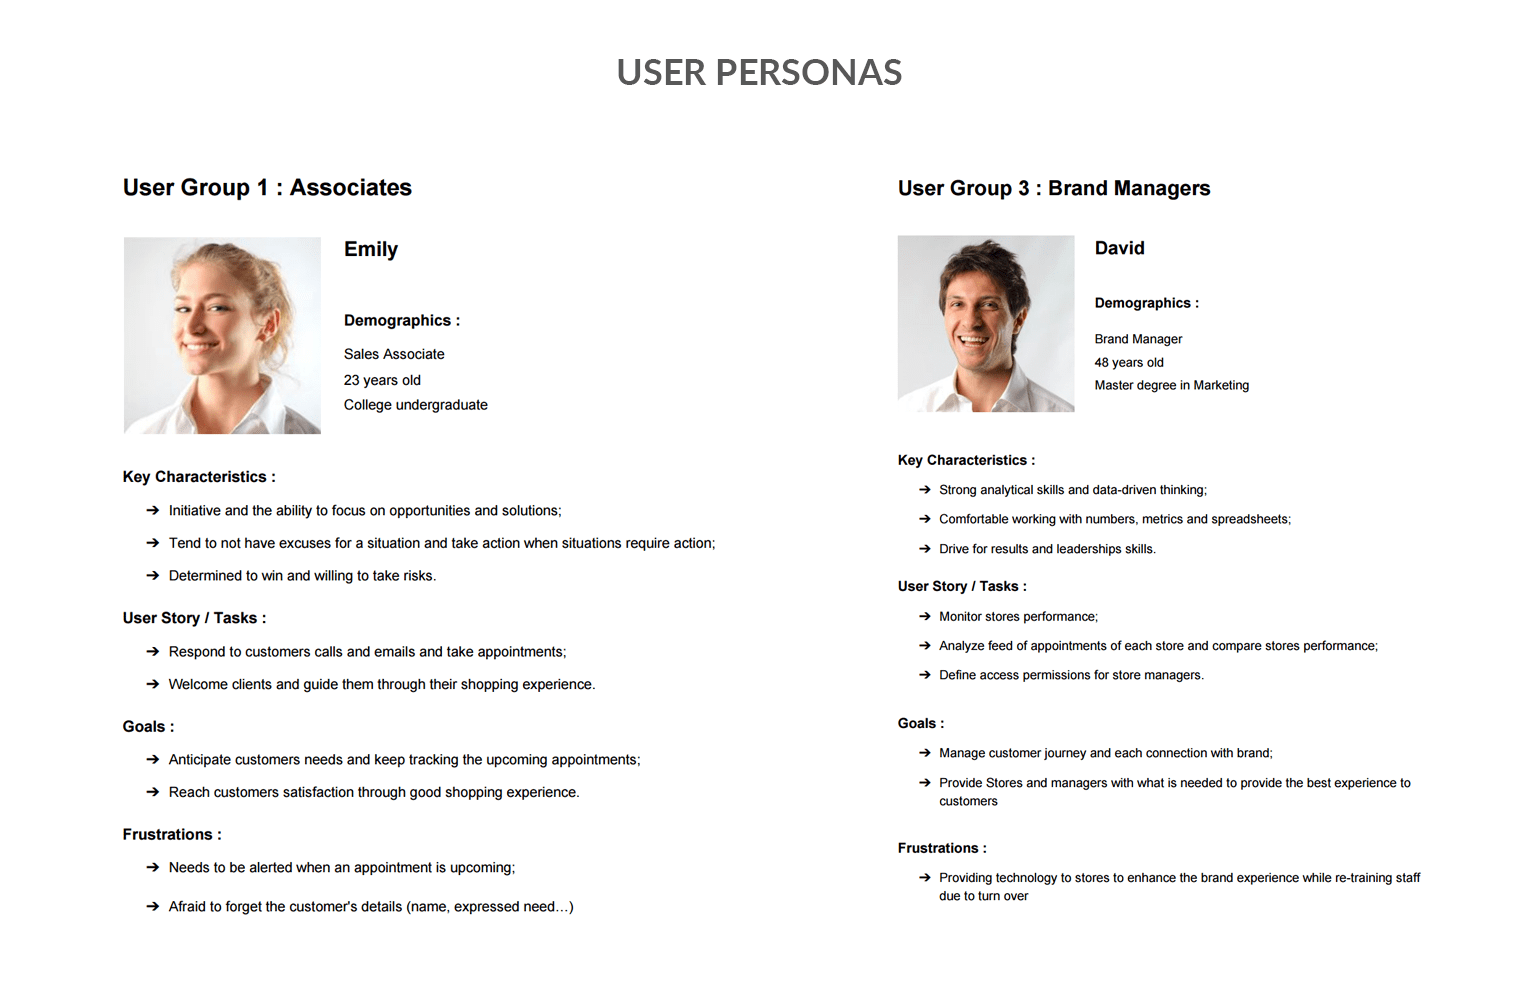 USER PERSONAS
User Group 1 : Associates
Emily
Demographics :
Sales Associate
23 years old
College undergraduate
Key Characteristics :
➔ Initiative and the ability to focus on opportunities and solutions;
➔ Tend to not have excuses for a situation and take action when situations require action;
➔ Determined to win and willing to take risks.
User Story / Tasks :
➔ Respond to customers calls and emails and take appointments;
➔ Welcome clients and guide them through their shopping experience.
Goals :
➔ Anticipate customers needs and keep tracking the upcoming appointments;
➔ Reach customers satisfaction through good shopping experience.
Frustrations :
➔ Needs to be alerted when an appointment is upcoming;
➔ Afraid to forget the customer's details (name, expressed need…)
User Group 3 : Brand Managers
David
Demographics :
Brand Manager
48 years old
Master degree in Marketing
Key Characteristics :
➔ Strong analytical skills and data-driven thinking;
➔ Comfortable working with numbers, metrics and spreadsheets;
➔ Drive for results and leaderships skills.
User Story / Tasks :
➔ Monitor stores performance;
➔ Analyze feed of appointments of each store and compare stores performance;
➔ Define access permissions for store managers.
Goals :
➔ Manage customer journey and each connection with brand;
➔ Provide Stores and managers with what is needed to provide the best experience to
customers
Frustrations :
➔ Providing technology to stores to enhance the brand experience while re-training staff
due to turn over